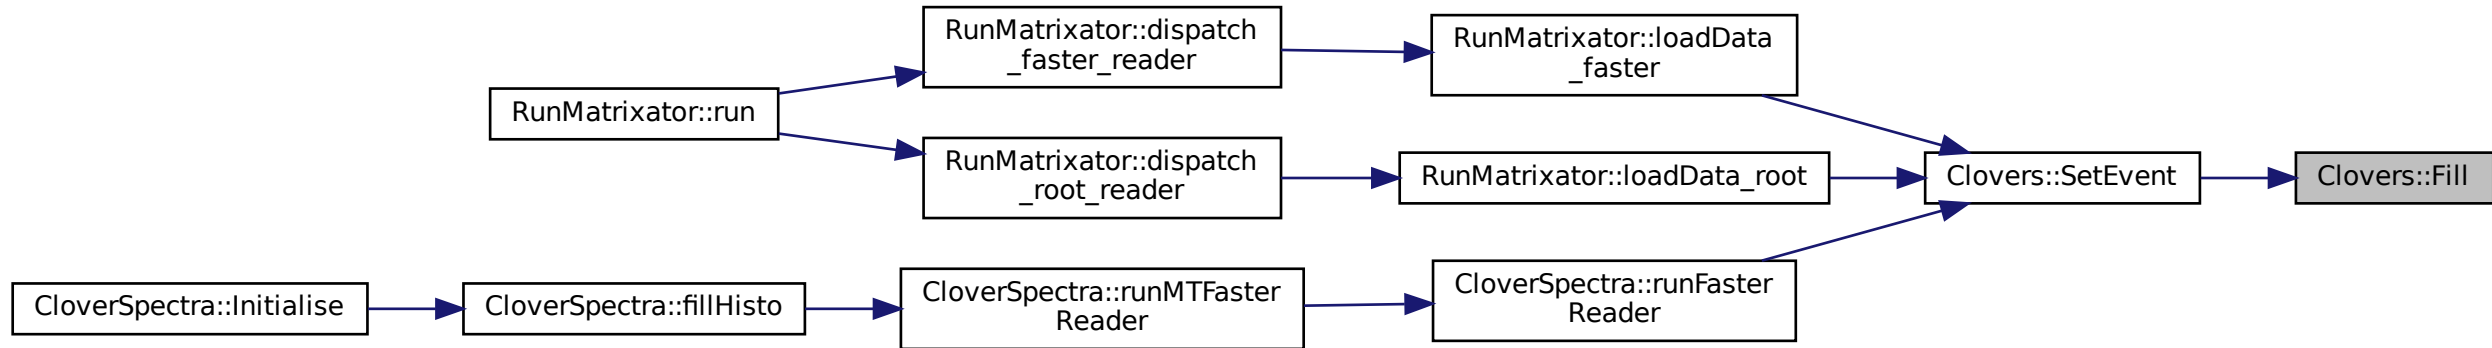 RunMatrixator::dispatch
_faster_reader
RunMatrixator::loadData
_faster
RunMatrixator::run
RunMatrixator::dispatch
_root_reader
RunMatrixator::loadData_root
Clovers::SetEvent
Clovers::Fill
CloverSpectra::Initialise
CloverSpectra::fillHisto
CloverSpectra::runMTFaster
Reader
CloverSpectra::runFaster
Reader